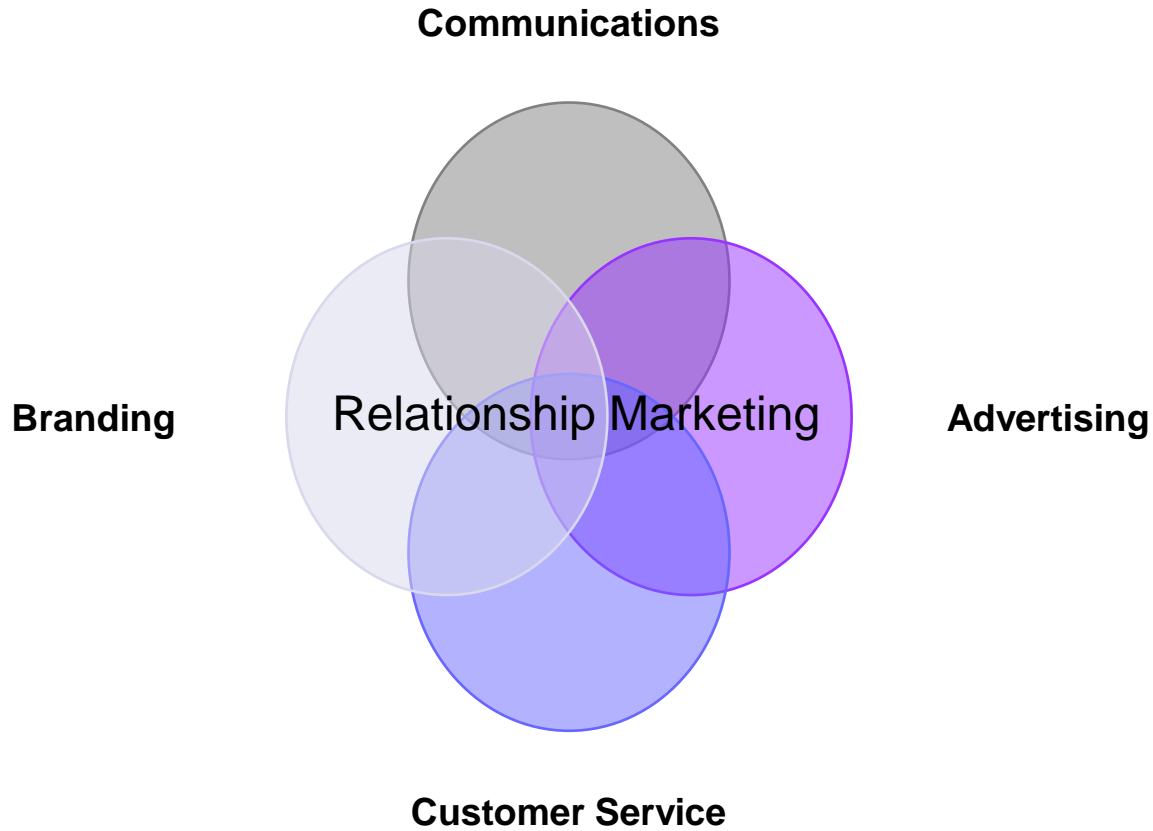 Communications
Branding
Relationship Marketing
Advertising
Customer Service